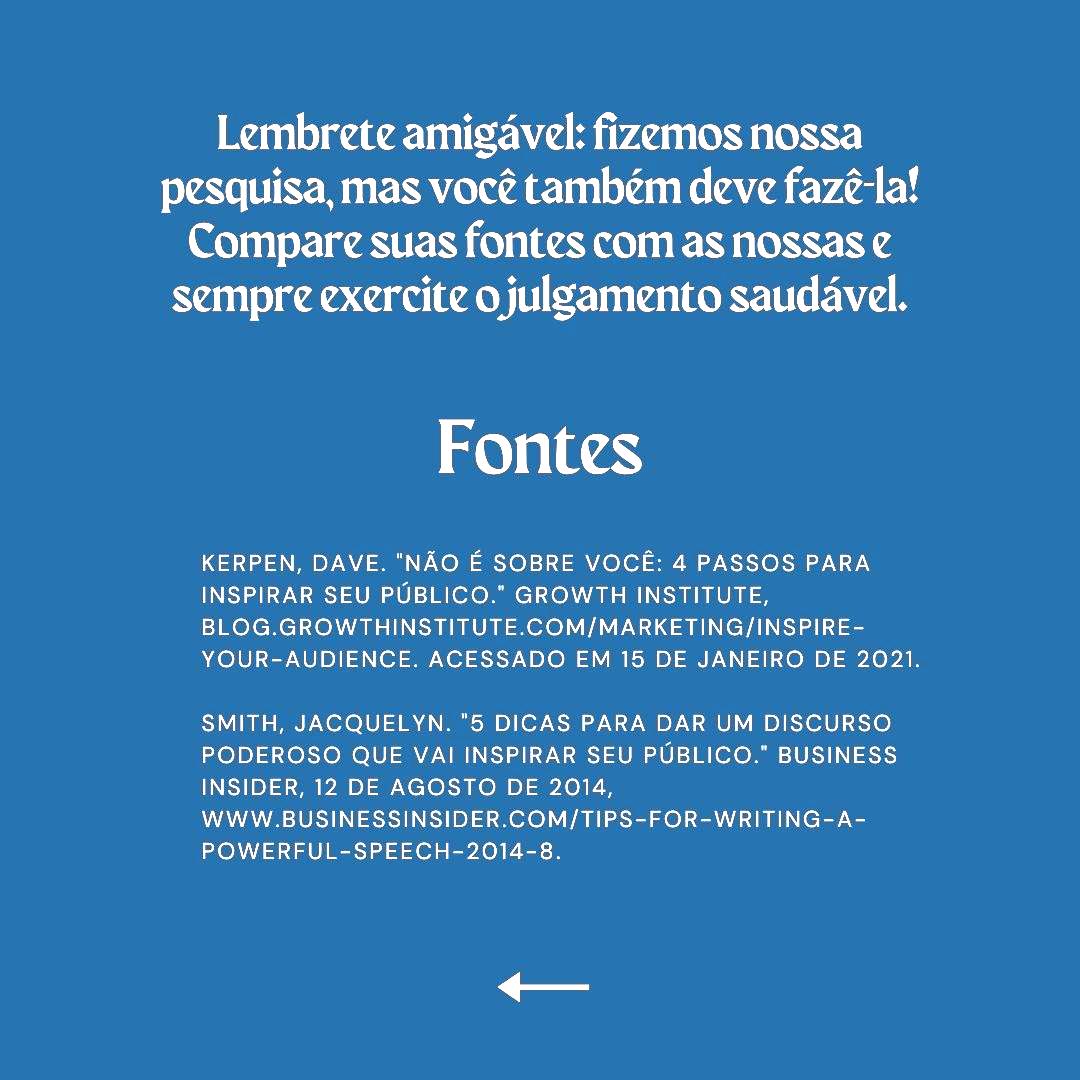 Lembrete amigável: fizemos nossa
pesquisa, mas você também deve fazê-la!
Compare suas fontes com as nossas e
sempre exercite o julgamento saudável.
Fontes
KERPEN, DAVE. "NÃO É SOBRE VOCÊ: 4 PASSOS PARA
INSPIRAR SEU PÚBLICO." GROWTH INSTITUTE,
BLOG.GROWTHINSTITUTE.COM/MARKETING/INSPIRE-
YOUR-AUDIENCE. ACESSADO EM 15 DE JANEIRO DE 2021.
SMITH, JACQUELYN. "5 DICAS PARA DAR UM DISCURSO
PODEROSO QUE VAI INSPIRAR SEU PÚBLICO." BUSINESS
INSIDER, 12 DE AGOSTO DE 2014,
WWW.BUSINESSINSIDER.COM/TIPS-FOR-WRITING-A-
POWERFUL-SPEECH-2014-8.